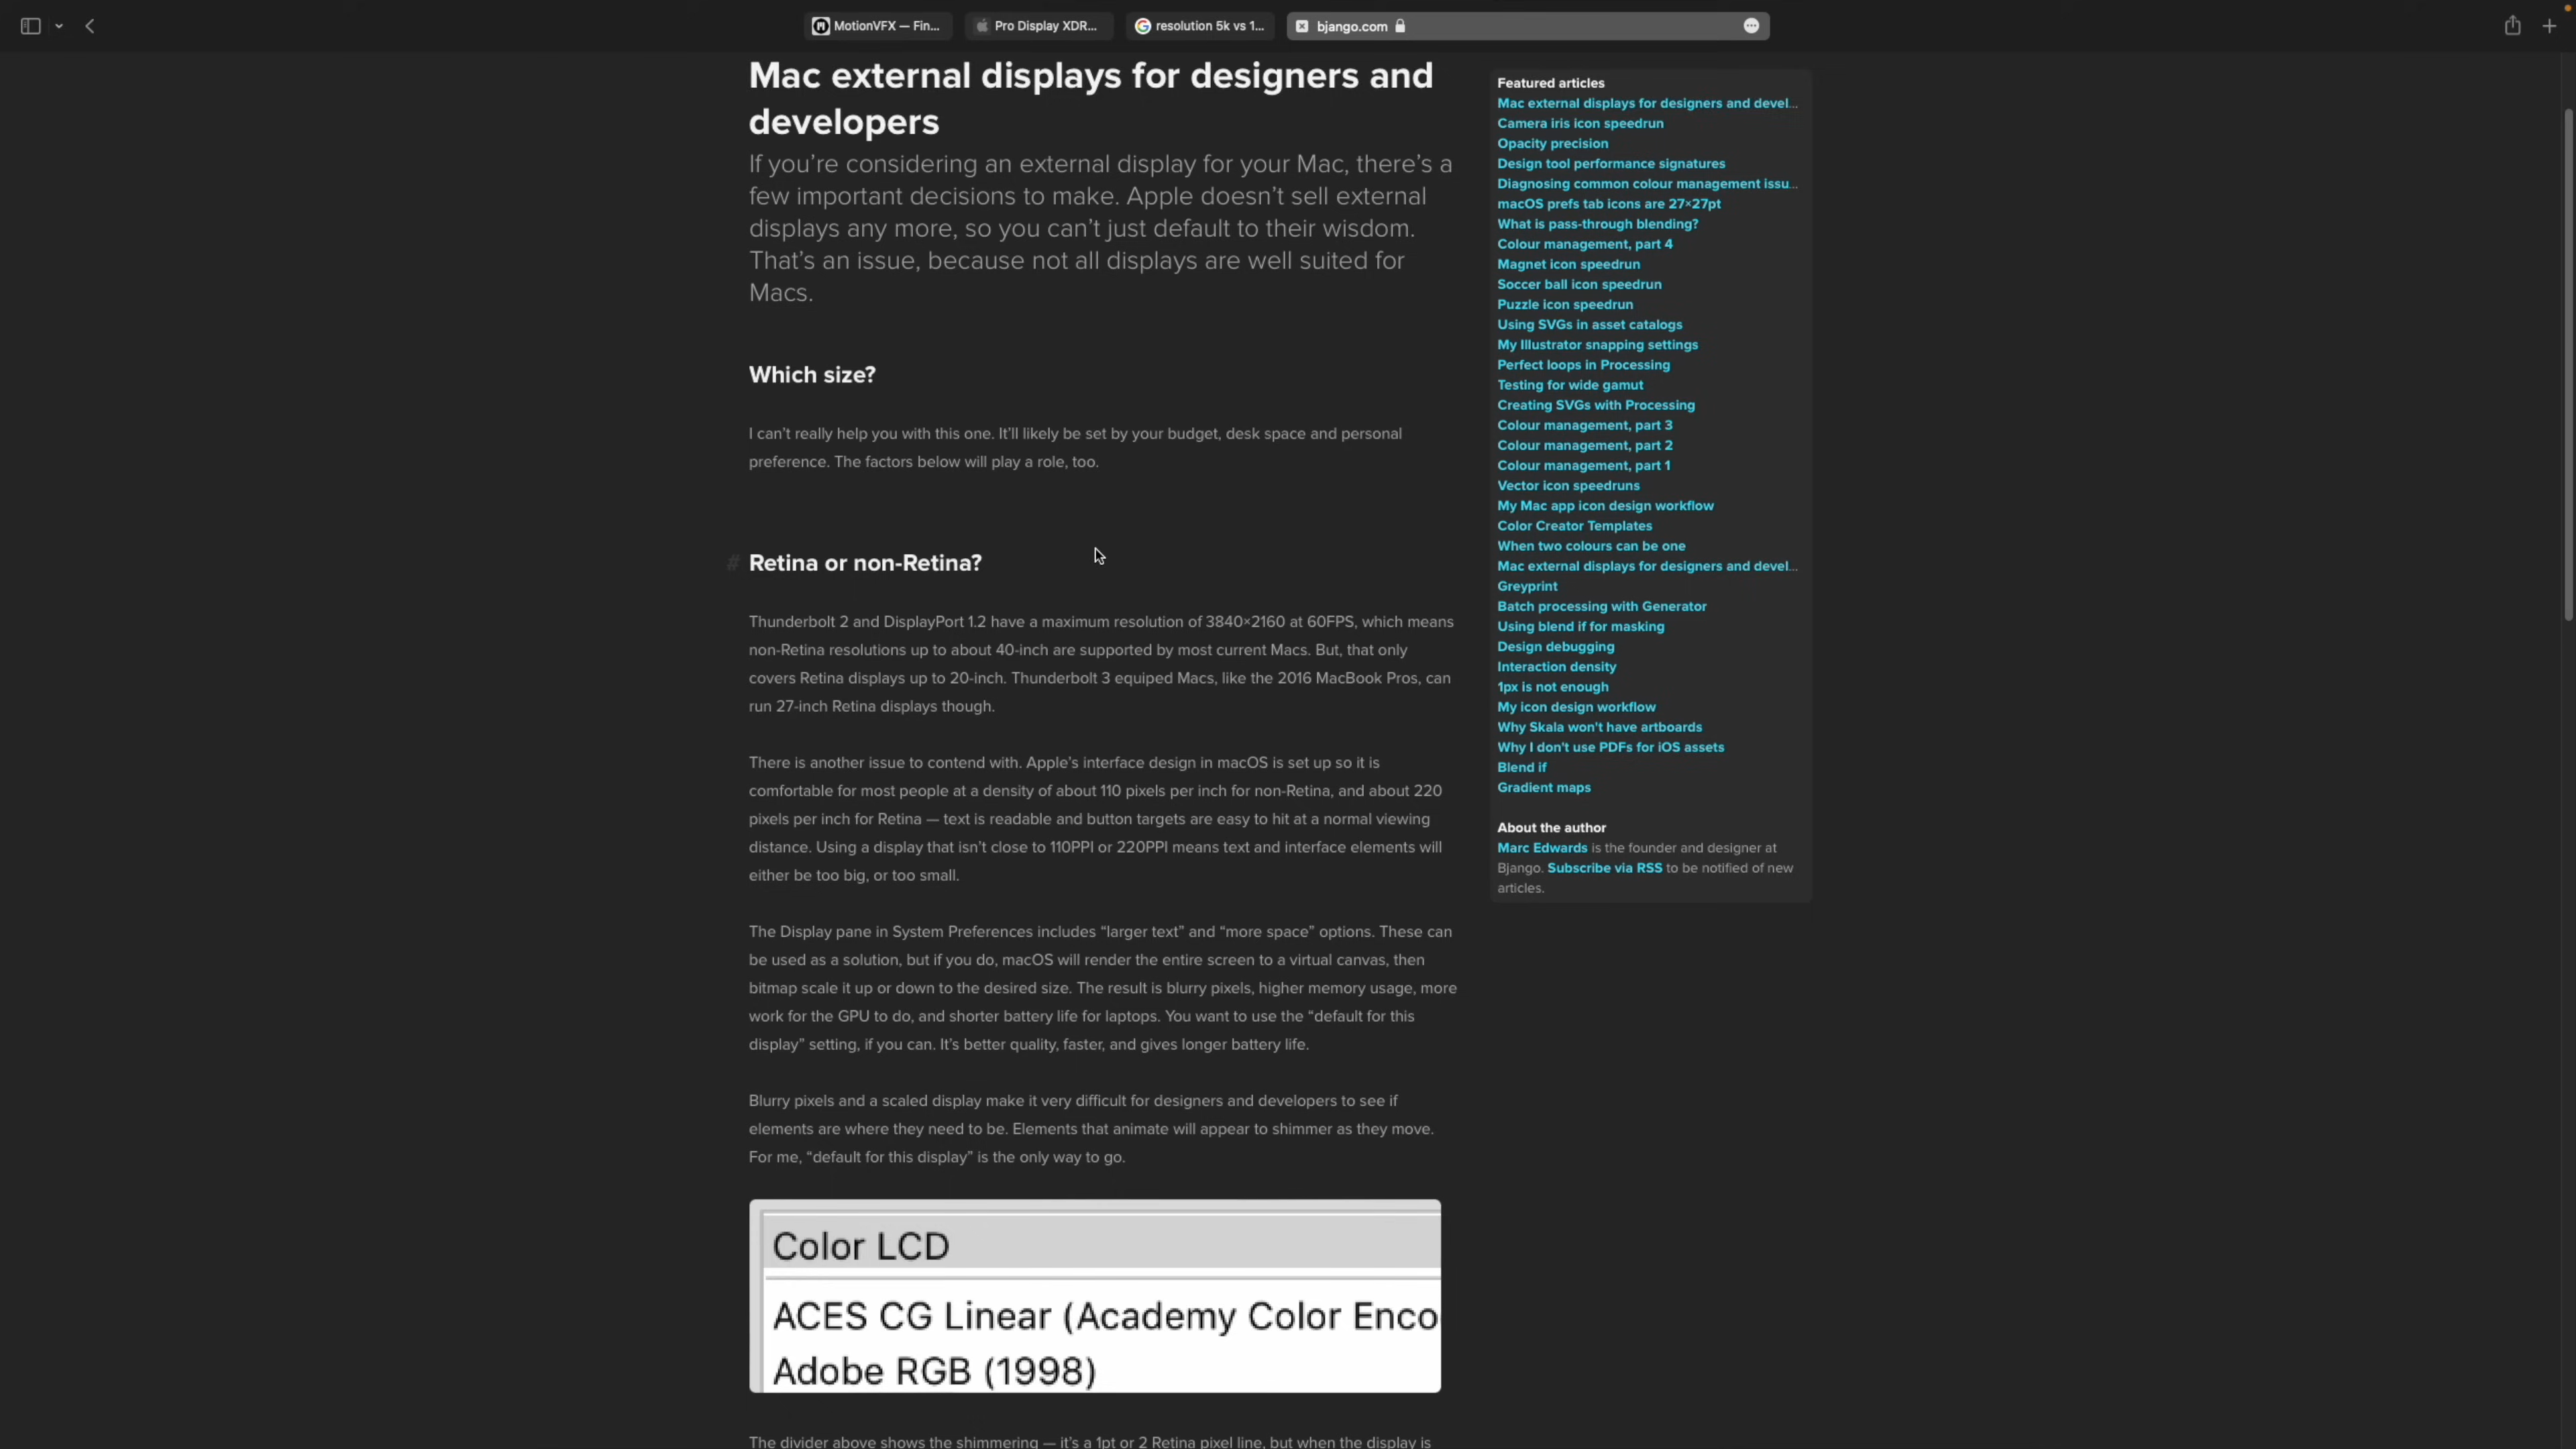 MotionVFX — Fin...
Pro Display XDR...
resolution 5k vs 1...
bjango.com
Mac external displays for designers and
developers
If you're considering an external display for your Mac, there's a
few important decisions to make. Apple doesn't sell external
displays any more, so you can't just default to their wisdom.
That's an issue, because not all displays are well suited for
Macs.
Which size?
I can't really help you with this one. It'll likely be set by your budget, desk space and personal
preference. The factors below will play a role, too.
# Retina or non-Retina?
Thunderbolt 2 and DisplayPort 1.2 have a maximum resolution of 3840×2160 at 60FPS, which means
non-Retina resolutions up to about 40-inch are supported by most current Macs. But, that only
covers Retina displays up to 20-inch. Thunderbolt 3 equiped Macs, like the 2016 MacBook Pros, can
run 27-inch Retina displays though.
There is another issue to contend with. Apple's interface design in macOS is set up so it is
comfortable for most people at a density of about 110 pixels per inch for non-Retina, and about 220
pixels per inch for Retina — text is readable and button targets are easy to hit at a normal viewing
distance. Using a display that isn't close to 110PPI or 220PPI means text and interface elements will
either be too big, or too small.
The Display pane in System Preferences includes “larger text” and “more space” options. These can
be used as a solution, but if you do, macOS will render the entire screen to a virtual canvas, then
bitmap scale it up or down to the desired size. The result is blurry pixels, higher memory usage, more
work for the GPU to do, and shorter battery life for laptops. You want to use the “default for this
display” setting, if you can. It's better quality, faster, and gives longer battery life.
Blurry pixels and a scaled display make it very difficult for designers and developers to see if
elements are where they need to be. Elements that animate will appear to shimmer as they move.
For me, “default for this display” is the only way to go.
Color LCD
ACES CG Linear (Academy Color Enco
Adobe RGB (1998)
The divider above shows the shimmering — it's a 1pt or 2 Retina pixel line, but when the display is
Featured articles
Mac external displays for designers and devel...
Camera iris icon speedrun
Opacity precision
Design tool performance signatures
Diagnosing common colour management issu...
macOS prefs tab icons are 27×27pt
What is pass-through blending?
Colour management, part 4
Magnet icon speedrun
Soccer ball icon speedrun
Puzzle icon speedrun
Using SVGs in asset catalogs
My Illustrator snapping settings
Perfect loops in Processing
Testing for wide gamut
Creating SVGs with Processing
Colour management, part 3
Colour management, part 2
Colour management, part 1
Vector icon speedruns
My Mac app icon design workflow
Color Creator Templates
When two colours can be one
Mac external displays for designers and devel...
Greyprint
Batch processing with Generator
Using blend if for masking
Design debugging
Interaction density
1px is not enough
My icon design workflow
Why Skala won't have artboards
Why I don't use PDFs for iOS assets
Blend if
Gradient maps
About the author
Marc Edwards is the founder and designer at
Bjango. Subscribe via RSS to be notified of new
articles.